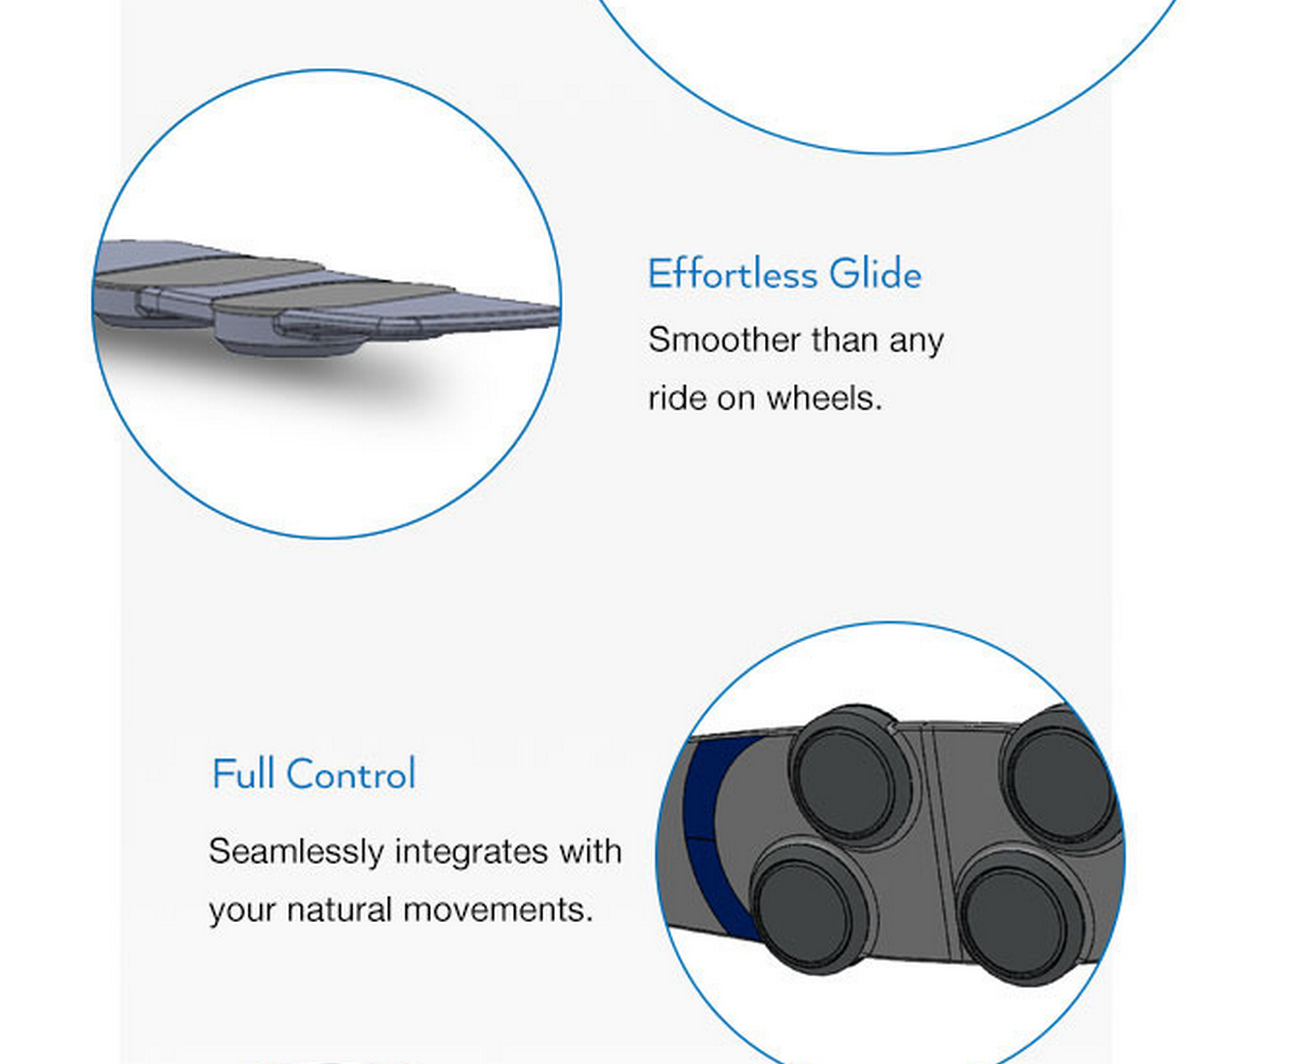 Effortless Glide
Smoother than any
ride on wheels.
Full Control
Seamlessly integrates with
your natural movements.